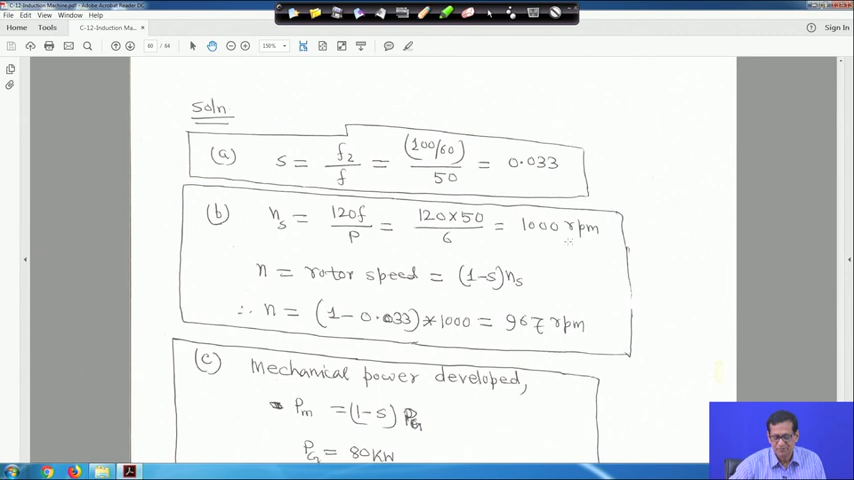 C-12-Induction Machine.pdf - Adobe Acrobat Reader DC
File Edit View Window Help
Home Tools C-12-Induction Ma... × Sign In
60 / 64 150%
Soln
(a) s = f₂/f = (100/60)/50 = 0.033
(b) nₛ = 120f/P = 120×50/6 = 1000 rpm
n = rotor speed = (1-s)nₛ
∴ n = (1-0.033)*1000 = 967 rpm
(c) Mechanical power developed,
Pm = (1-s) PG
PG = 80 KW